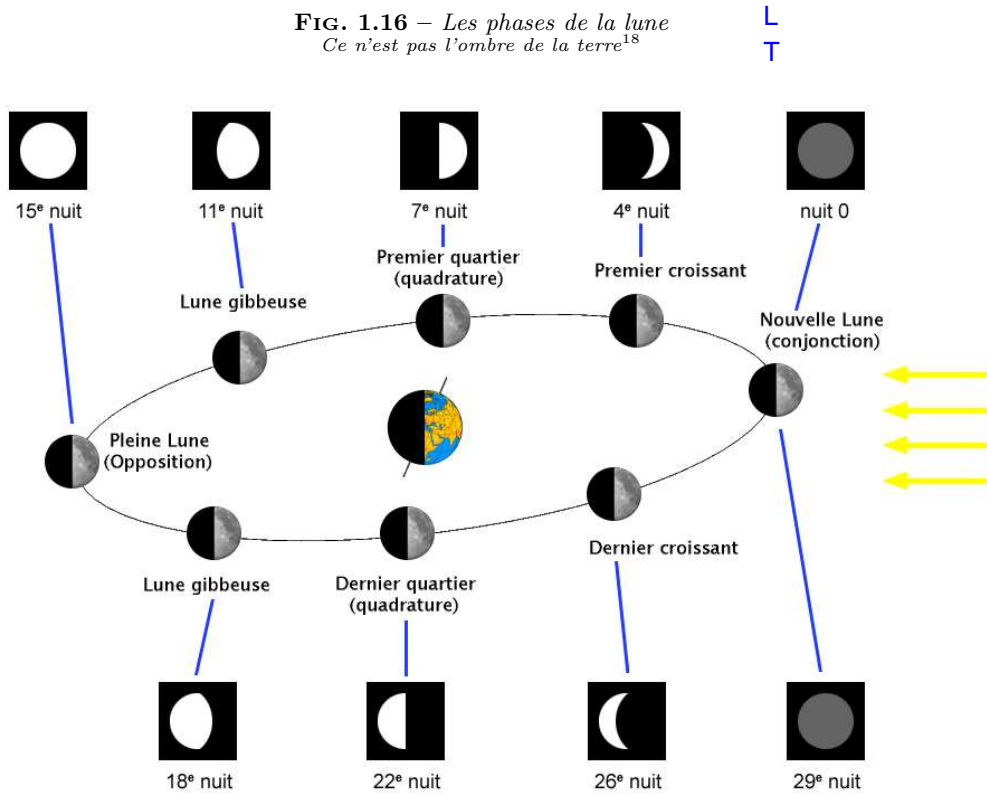 FIG. 1.16 – Les phases de la lune
Ce n'est pas l'ombre de la terre18
L
T
15e nuit
11e nuit
7e nuit
4e nuit
nuit 0
Premier quartier
(quadrature)
Premier croissant
Lune gibbeuse
Nouvelle Lune
(conjonction)
Pleine Lune
(Opposition)
Dernier croissant
Lune gibbeuse
Dernier quartier
(quadrature)
18e nuit
22e nuit
26e nuit
29e nuit